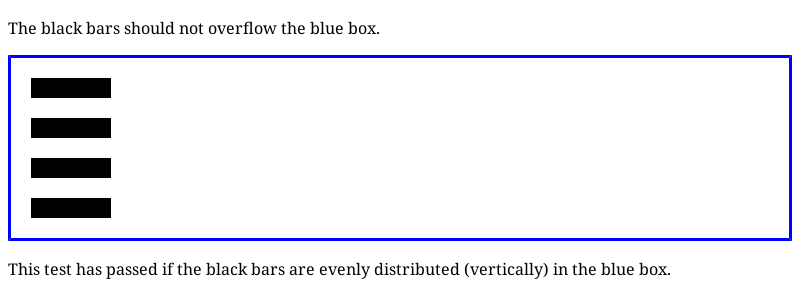 The black bars should not overflow the blue box.
This test has passed if the black bars are evenly distributed (vertically) in the blue box.